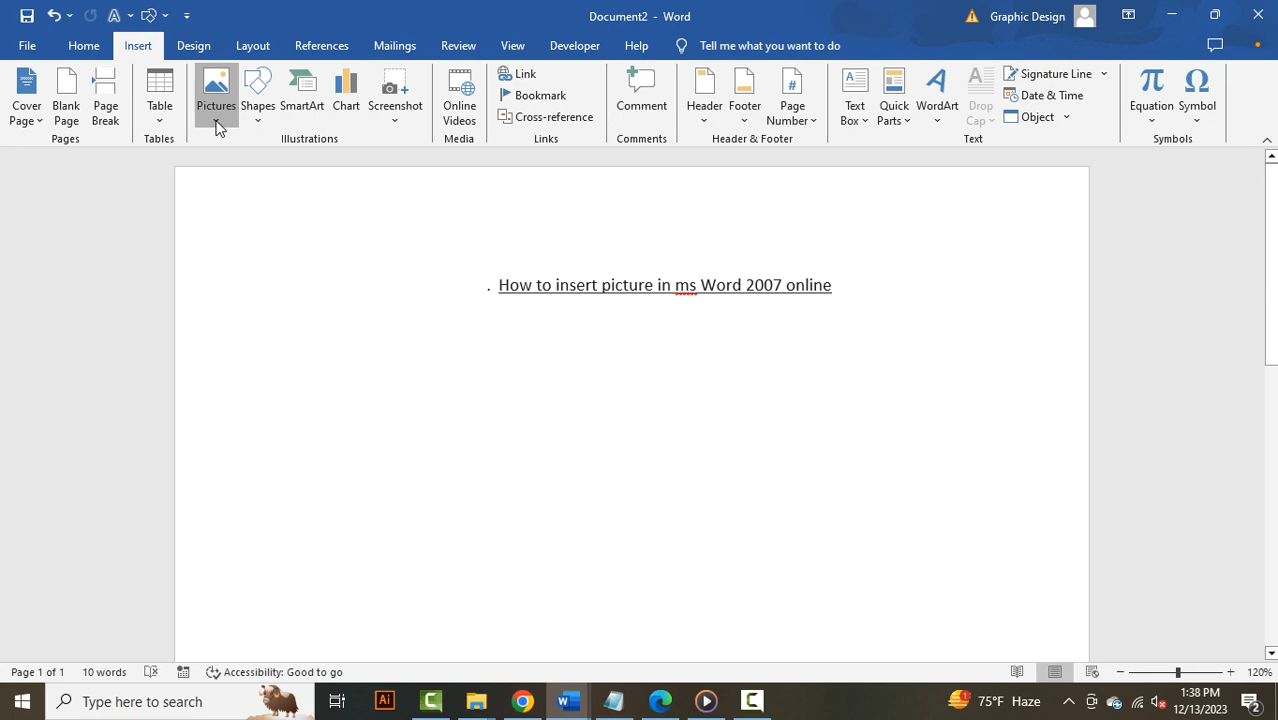 Document2 - Word
Graphic Design
File Home Insert Design Layout References Mailings Review View Developer Help Tell me what you want to do
Cover Page
Blank Page
Page Break
Table
Pictures
Shapes
SmartArt
Chart
Screenshot
Online Videos
Link
Bookmark
Cross-reference
Comment
Header
Footer
Page Number
Text Box
Quick Parts
WordArt
Drop Cap
Signature Line
Date & Time
Object
Equation
Symbol
Pages Tables Illustrations Media Links Comments Header & Footer Text Symbols
. How to insert picture in ms Word 2007 online
Page 1 of 1 10 words Accessibility: Good to go 120%
Type here to search
Ai
75°F Haze
1:38 PM
12/13/2023
2
1